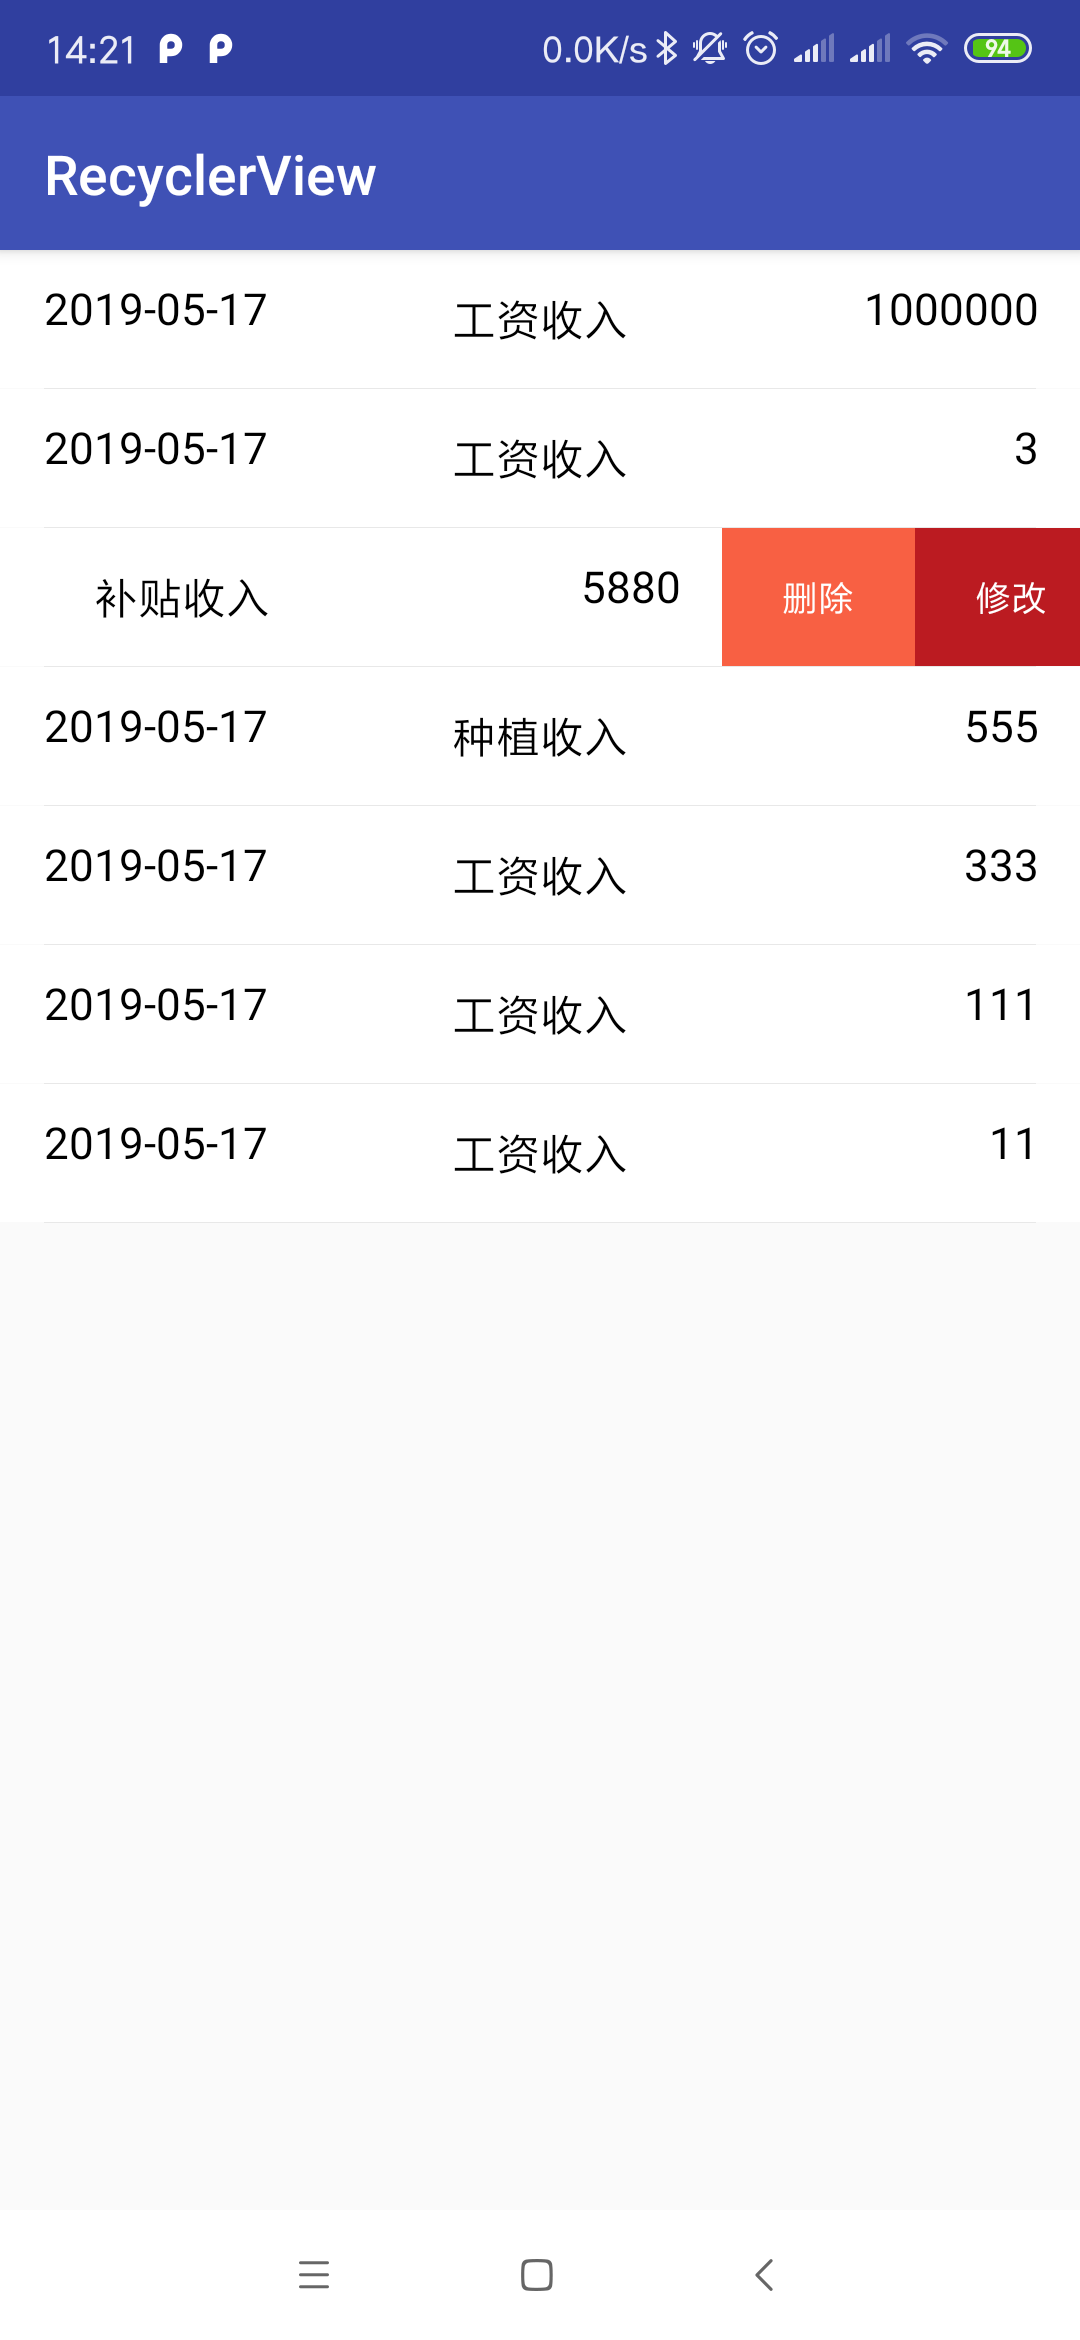 14:21 0.0K/s 94
RecyclerView
2019-05-17 工资收入 1000000
2019-05-17 工资收入 3
补贴收入 5880 删除 修改
2019-05-17 种植收入 555
2019-05-17 工资收入 333
2019-05-17 工资收入 111
2019-05-17 工资收入 11